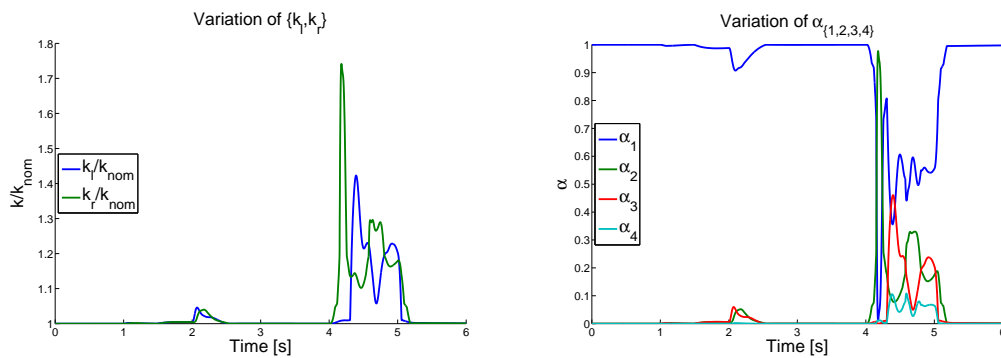 Variation of {k_l,k_r}
1.8
1.7
1.6
1.5
1.4
1.3
1.2
1.1
1
k/k_nom
k_l/k_nom
k_r/k_nom
0 1 2 3 4 5 6
Time [s]
Variation of α_{1,2,3,4}
1
0.9
0.8
0.7
0.6
0.5
0.4
0.3
0.2
0.1
0
α
α_1
α_2
α_3
α_4
0 1 2 3 4 5 6
Time [s]